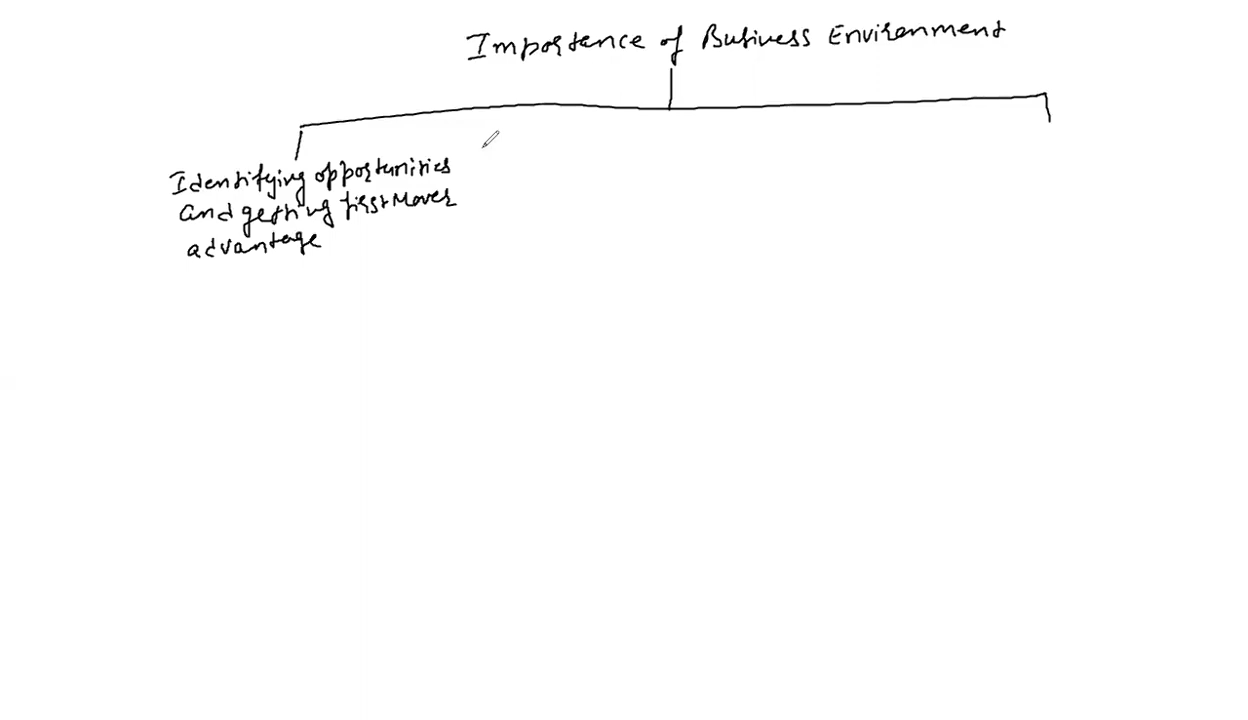 Importance of Business Environment
Identifying opportunities
and getting first Mover
advantage